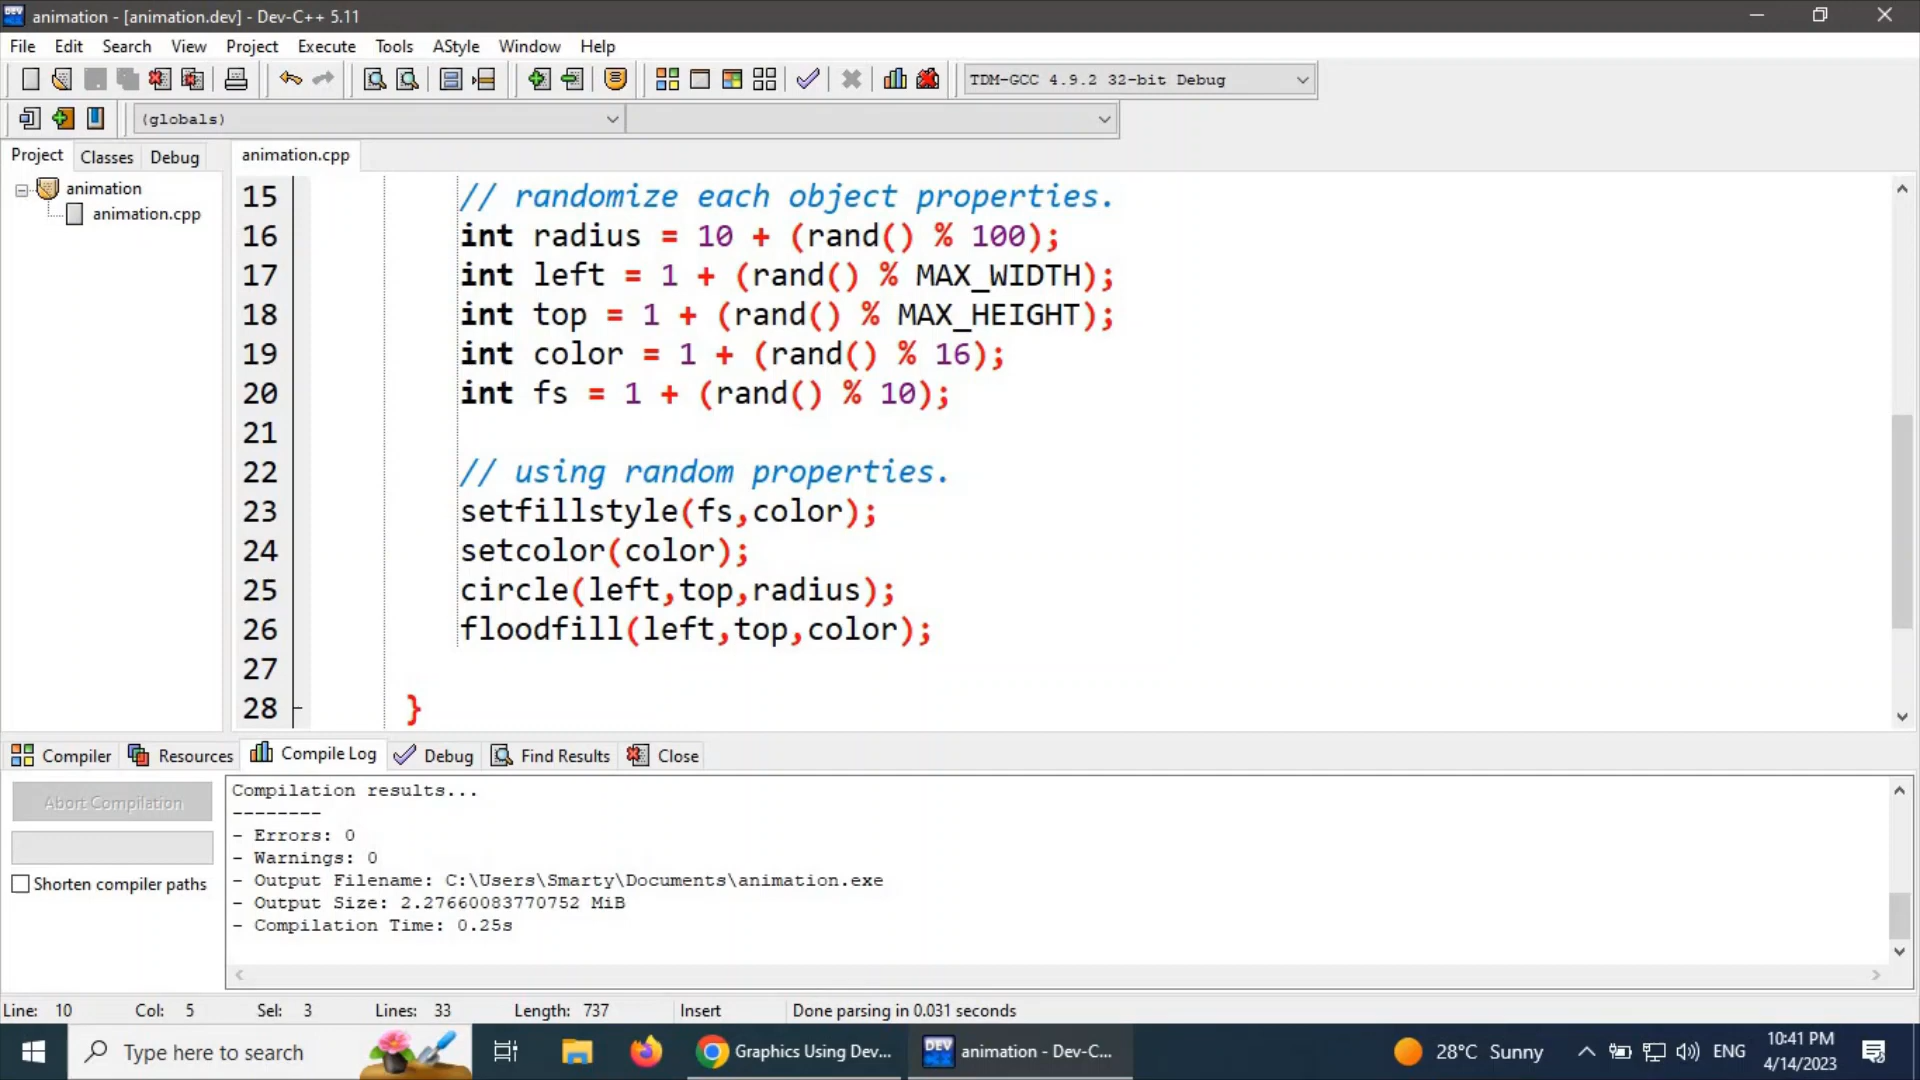 animation - [animation.dev] - Dev-C++ 5.11
File Edit Search View Project Execute Tools AStyle Window Help
TDM-GCC 4.9.2 32-bit Debug
(globals)
Project Classes Debug
animation.cpp
animation
animation.cpp
15 // randomize each object properties.
16 int radius = 10 + (rand() % 100);
17 int left = 1 + (rand() % MAX_WIDTH);
18 int top = 1 + (rand() % MAX_HEIGHT);
19 int color = 1 + (rand() % 16);
20 int fs = 1 + (rand() % 10);
21
22 // using random properties.
23 setfillstyle(fs,color);
24 setcolor(color);
25 circle(left,top,radius);
26 floodfill(left,top,color);
27
28 }
Compiler Resources Compile Log Debug Find Results Close
Abort Compilation
Shorten compiler paths
Compilation results...
--------
- Errors: 0
- Warnings: 0
- Output Filename: C:\Users\Smarty\Documents\animation.exe
- Output Size: 2.27660083770752 MiB
- Compilation Time: 0.25s
Line: 10 Col: 5 Sel: 3 Lines: 33 Length: 737 Insert Done parsing in 0.031 seconds
Type here to search
Graphics Using Dev...
DEV
animation - Dev-C...
28°C Sunny
ENG
10:41 PM
4/14/2023